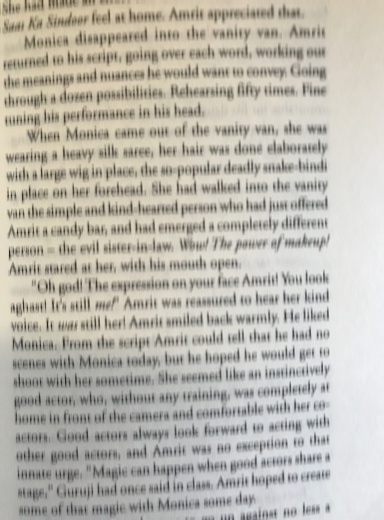 She had made an
Saas Ka Sindoor feel at home. Amrit appreciated that.
Monica disappeared into the vanity van. Amrit
returned to his script, going over each word, working out
the meanings and nuances he would want to convey. Going
through a dozen possibilities. Rehearsing fifty times. Fine
tuning his performance in his head.
When Monica came out of the vanity van, she was
wearing a heavy silk saree, her hair was done elaborately
with a large wig in place, the so-popular deadly snake-bindi
in place on her forehead. She had walked into the vanity
van the simple and kind-hearted person who had just offered
Amrit a candy bar, and had emerged a completely different
person – the evil sister-in-law. Wow! The power of makeup!
Amrit stared at her, with his mouth open.
"Oh god! The expression on your face Amrit! You look
aghast! It's still me!" Amrit was reassured to hear her kind
voice. It was still her! Amrit smiled back warmly. He liked
Monica. From the script Amrit could tell that he had no
scenes with Monica today, but he hoped he would get to
shoot with her sometime. She seemed like an instinctively
good actor, who, without any training, was completely at
home in front of the camera and comfortable with her co-
actors. Good actors always look forward to acting with
other good actors, and Amrit was no exception to that
innate urge. "Magic can happen when good actors share a
stage," Guruji had once said in class. Amrit hoped to create
some of that magic with Monica some day.
to go up against no less a